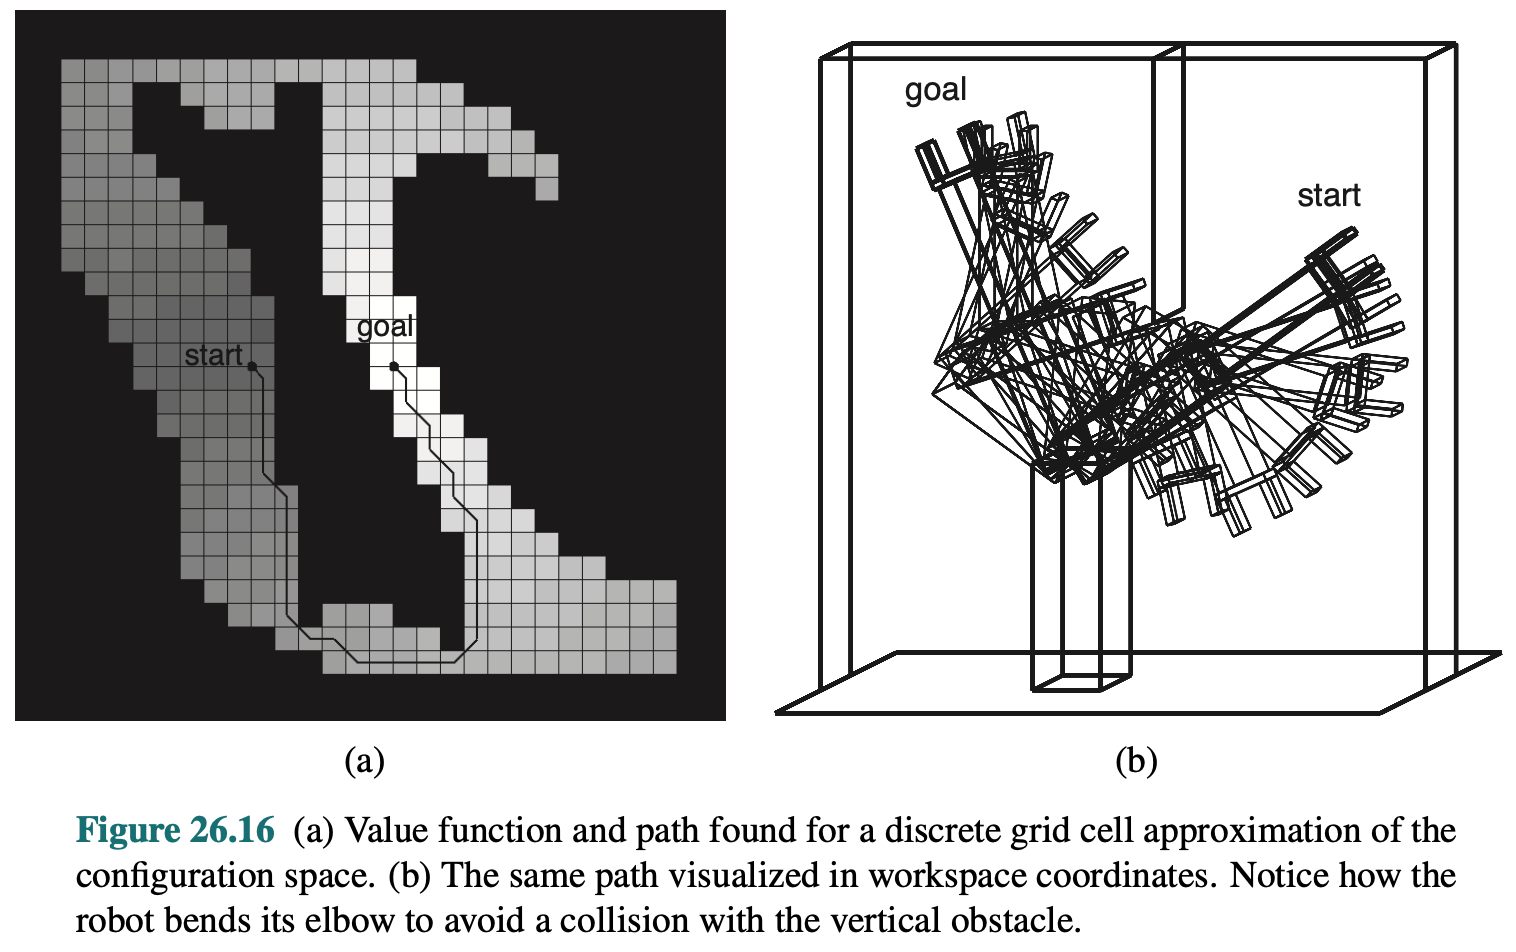 goal
start
goal
start
(a)
(b)
Figure 26.16 (a) Value function and path found for a discrete grid cell approximation of the
configuration space. (b) The same path visualized in workspace coordinates. Notice how the
robot bends its elbow to avoid a collision with the vertical obstacle.